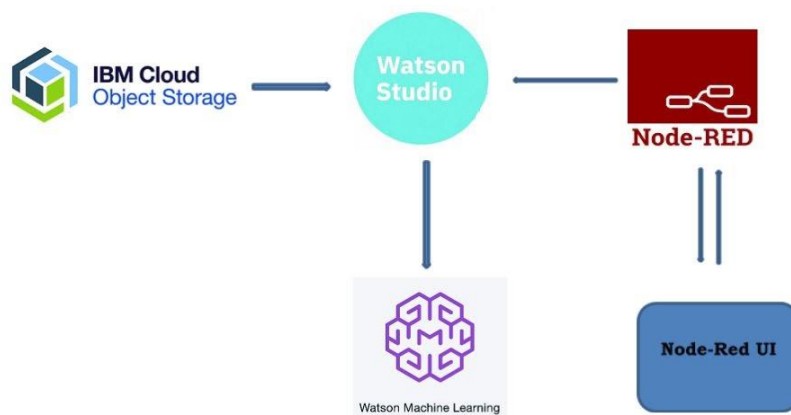 IBM Cloud
Object Storage
Watson
Studio
Node-RED
Watson Machine Learning
Node-Red UI